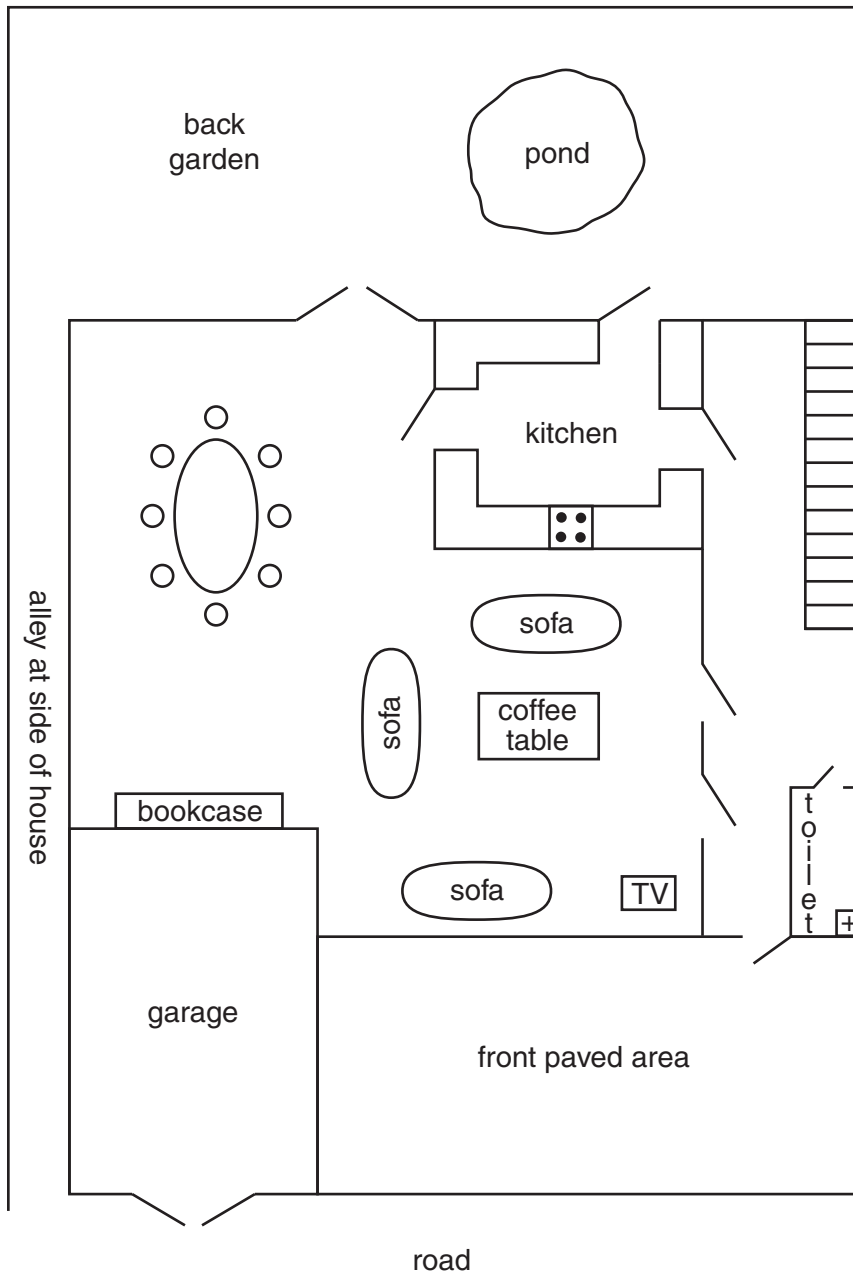 back
garden
pond
kitchen
sofa
alley at side of house
sofa
coffee
table
bookcase
toilet
sofa
TV
garage
front paved area
road